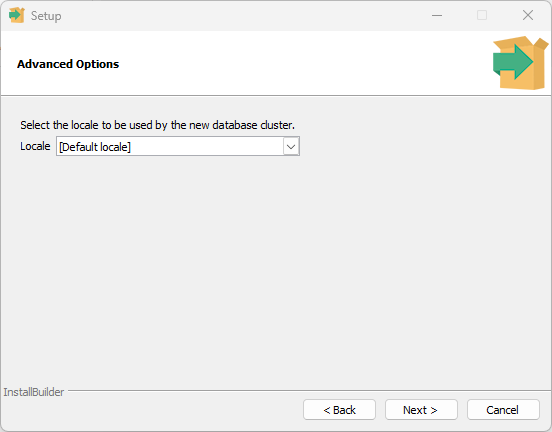 Setup
Advanced Options
Select the locale to be used by the new database cluster.
Locale [Default locale]
InstallBuilder
< Back Next > Cancel